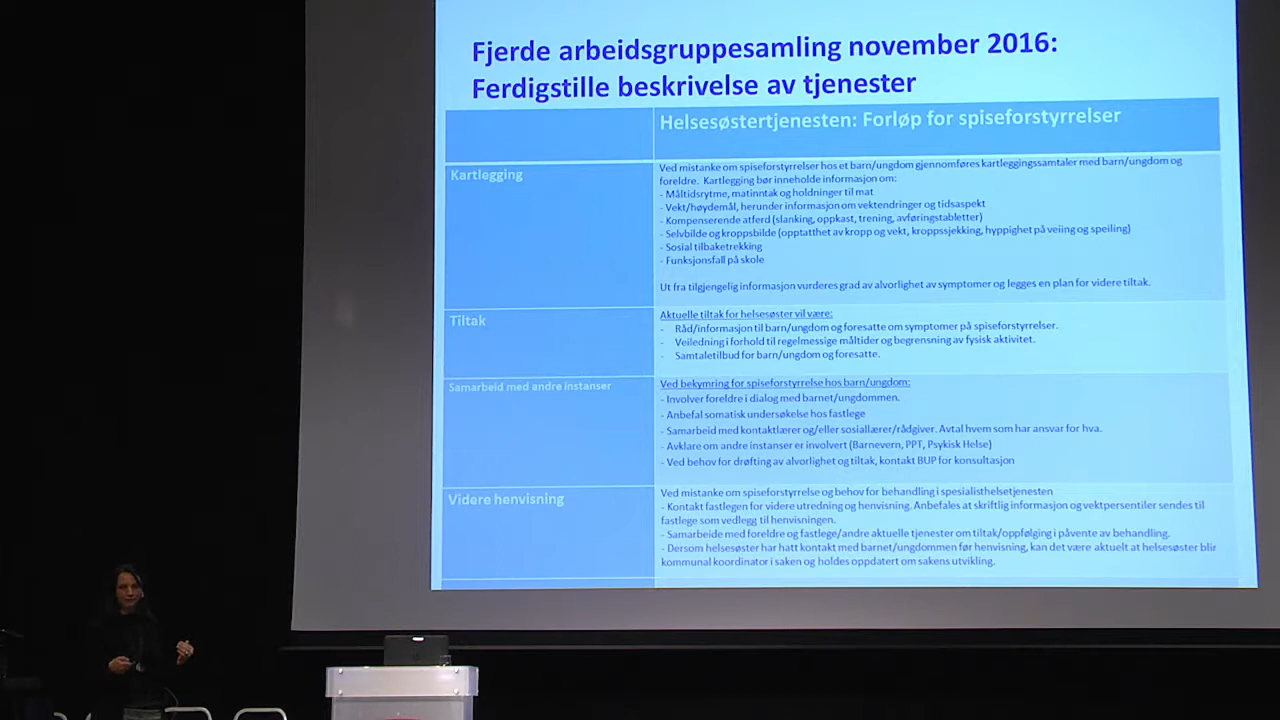 Fjerde arbeidsgruppesamling november 2016:
Ferdigstille beskrivelse av tjenester
Helsesøstertjenesten: Forløp for spiseforstyrrelser
Kartlegging
Ved mistanke om spiseforstyrrelser hos et barn/ungdom gjennomføres kartleggingssamtaler med barn/ungdom og
foreldre. Kartlegging bør inneholde informasjon om:
- Måltidsrytme, matinntak og holdninger til mat
- Vekt/høydemål, herunder informasjon om vektendringer og tidsaspekt
- Kompenserende atferd (slanking, oppkast, trening, avføringstabletter)
- Selvbilde og kroppsbilde (opptatthet av kropp og vekt, kroppssjekking, hyppighet på veiing og speiling)
- Sosial tilbaketrekking
- Funksjonsfall på skole
Ut fra tilgjengelig informasjon vurderes grad av alvorlighet av symptomer og legges en plan for videre tiltak.
Tiltak
Aktuelle tiltak for helsesøster vil være:
- Råd/informasjon til barn/ungdom og foresatte om symptomer på spiseforstyrrelser.
- Veiledning i forhold til regelmessige måltider og begrensning av fysisk aktivitet.
- Samtaletilbud for barn/ungdom og foresatte.
Samarbeid med andre instanser
Ved bekymring for spiseforstyrrelse hos barn/ungdom:
- Involver foreldre i dialog med barnet/ungdommen.
- Anbefal somatisk undersøkelse hos fastlege
- Samarbeid med kontaktlærer og/eller sosiallærer/rådgiver. Avtal hvem som har ansvar for hva.
- Avklare om andre instanser er involvert (Barnevern, PPT, Psykisk Helse)
- Ved behov for drøfting av alvorlighet og tiltak, kontakt BUP for konsultasjon
Videre henvisning
Ved mistanke om spiseforstyrrelse og behov for behandling i spesialisthelsetjenesten
- Kontakt fastlegen for videre utredning og henvisning. Anbefales at skriftlig informasjon og vektpersentiler sendes til
fastlege som vedlegg til henvisningen.
- Samarbeide med foreldre og fastlege/andre aktuelle tjenester om tiltak/oppfølging i påvente av behandling.
- Dersom helsesøster har hatt kontakt med barnet/ungdommen før henvisning, kan det være aktuelt at helsesøster blir
kommunal koordinator i saken og holdes oppdatert om sakens utvikling.